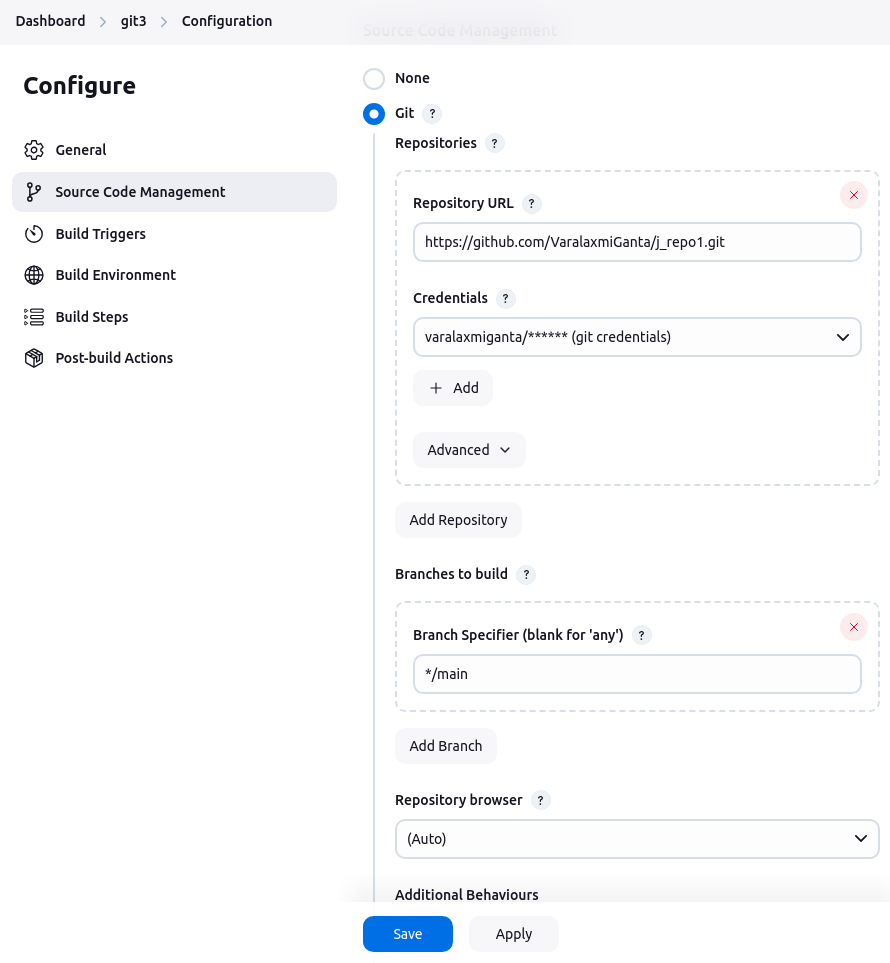 Dashboard > git3 > Configuration
Source Code Management
Configure
General
Source Code Management
Build Triggers
Build Environment
Build Steps
Post-build Actions
None
Git ?
Repositories ?
Repository URL ?
https://github.com/VaralaxmiGanta/j_repo1.git
Credentials ?
varalaxmiganta/****** (git credentials)
+ Add
Advanced
Add Repository
Branches to build ?
Branch Specifier (blank for 'any') ?
*/main
Add Branch
Repository browser ?
(Auto)
Additional Behaviours
Save Apply